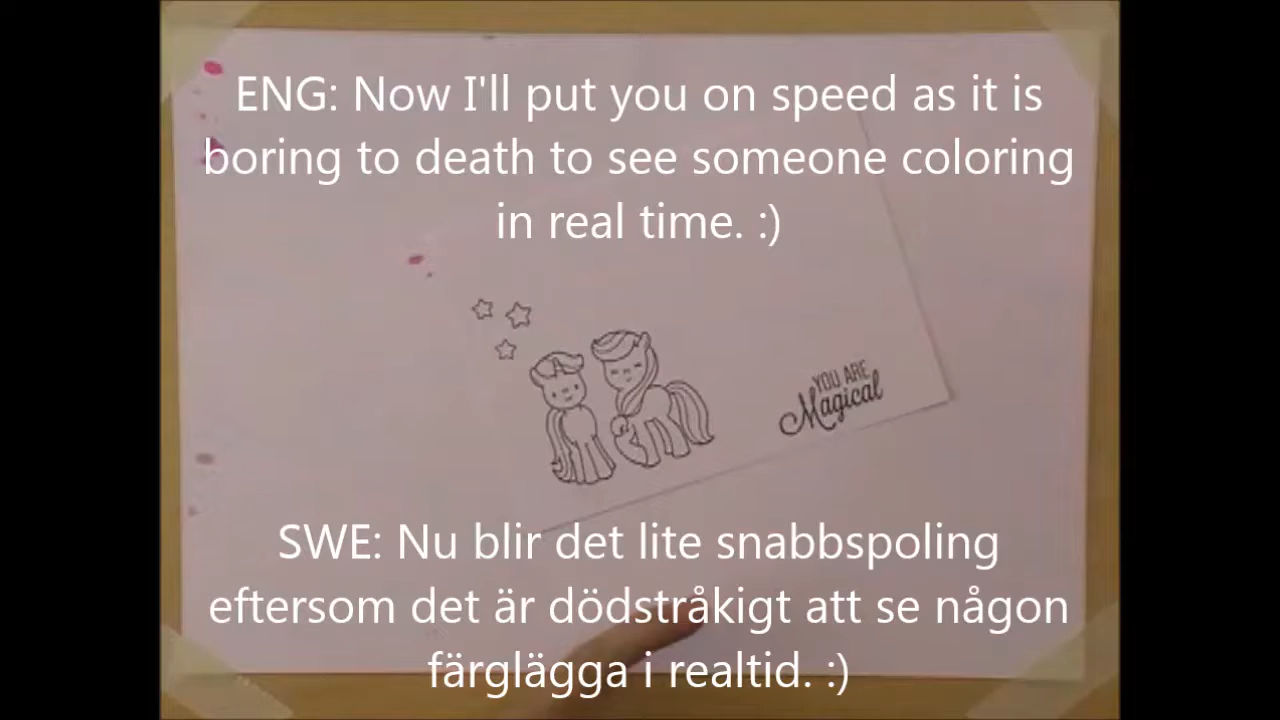 ENG: Now I'll put you on speed as it is
boring to death to see someone coloring
in real time. :)
YOU ARE
Magical
SWE: Nu blir det lite snabbspoling
eftersom det är dödstråkigt att se någon
färglägga i realtid. :)